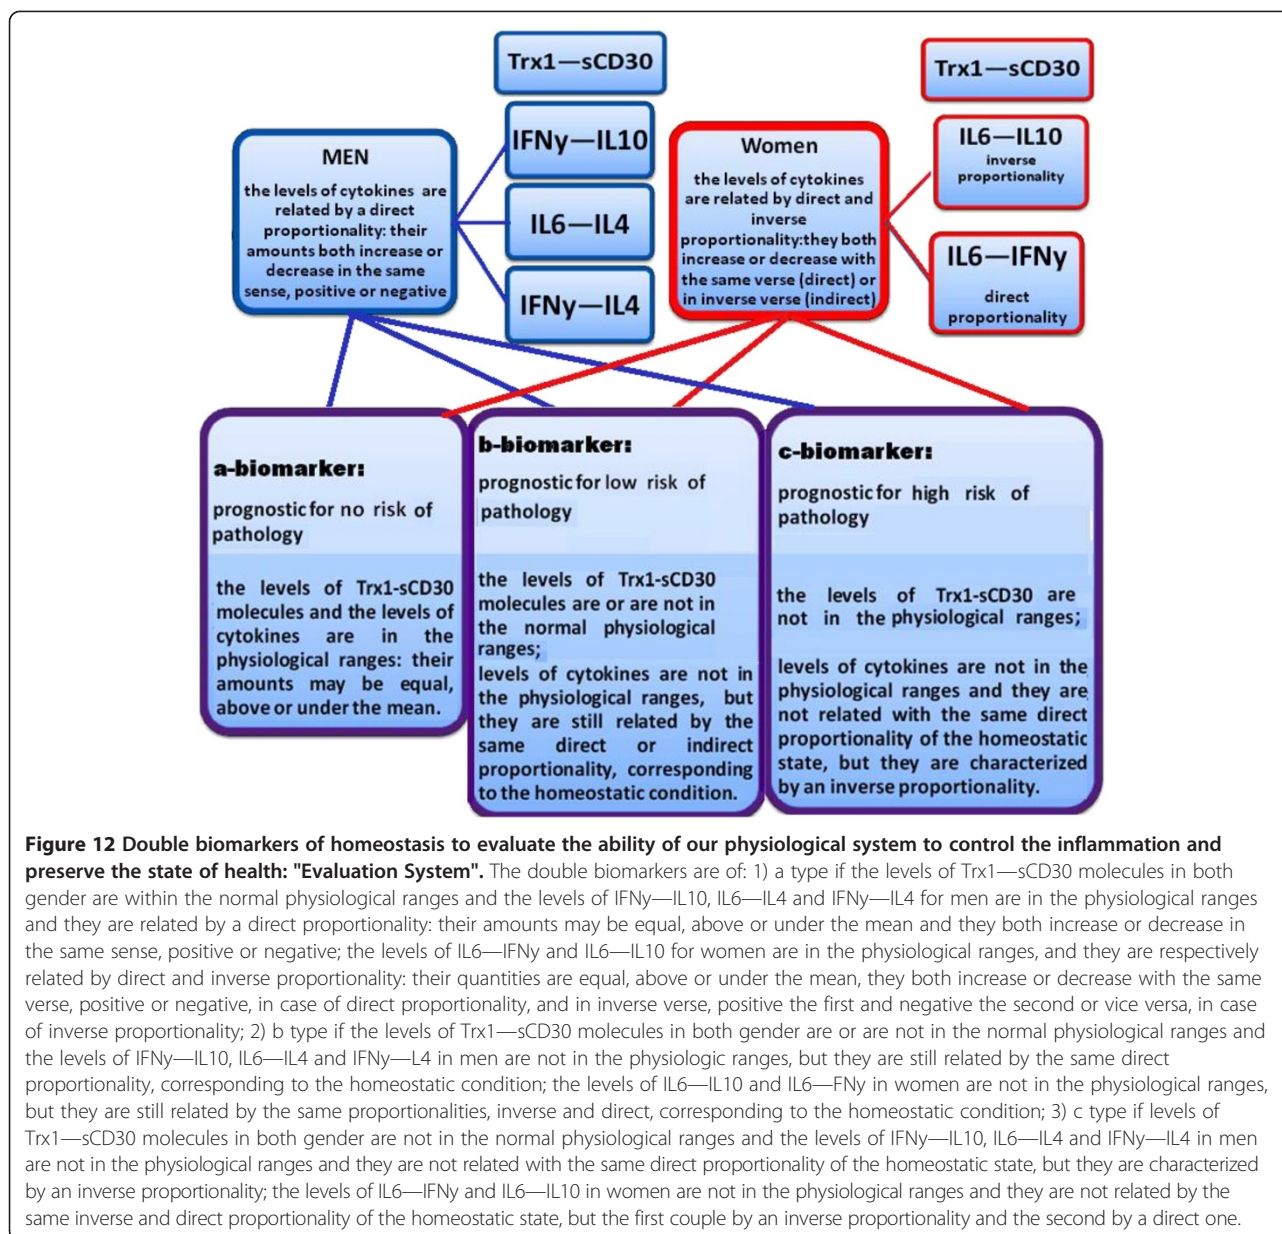 Trx1—sCD30
IFNy—IL10
IL6—IL4
IFNy—IL4
MEN
the levels of cytokines are
related by a direct
proportionality: their
amounts both increase or
decrease in the same
sense, positive or negative
Trx1—sCD30
IL6—IL10
inverse
proportionality
IL6—IFNy
direct
proportionality
Women
the levels of cytokines
are related by direct and
inverse
proportionality:they both
increase or decrease with
the same verse (direct) or
in inverse verse (indirect)
a-biomarker:
prognostic for no risk of
pathology
the levels of Trx1-sCD30
molecules and the levels of
cytokines are in the
physiological ranges: their
amounts may be equal,
above or under the mean.
b-biomarker:
prognostic for low risk of
pathology
the levels of Trx1-sCD30
molecules are or are not in
the normal physiological
ranges;
levels of cytokines are not in
the physiological ranges, but
they are still related by the
same direct or indirect
proportionality, corresponding
to the homeostatic condition.
c-biomarker:
prognostic for high risk of
pathology
the levels of Trx1-sCD30 are
not in the physiological ranges;
levels of cytokines are not in the
physiological ranges and they are
not related with the same direct
proportionality of the homeostatic
state, but they are characterized
by an inverse proportionality.
Figure 12 Double biomarkers of homeostasis to evaluate the ability of our physiological system to control the inflammation and
preserve the state of health: "Evaluation System". The double biomarkers are of: 1) a type if the levels of Trx1—sCD30 molecules in both
gender are within the normal physiological ranges and the levels of IFNy—IL10, IL6—IL4 and IFNy—IL4 for men are in the physiological ranges
and they are related by a direct proportionality: their amounts may be equal, above or under the mean and they both increase or decrease in
the same sense, positive or negative; the levels of IL6—IFNy and IL6—IL10 for women are in the physiological ranges, and they are respectively
related by direct and inverse proportionality: their quantities are equal, above or under the mean, they both increase or decrease with the same
verse, positive or negative, in case of direct proportionality, and in inverse verse, positive the first and negative the second or vice versa, in case
of inverse proportionality; 2) b type if the levels of Trx1—sCD30 molecules in both gender are or are not in the normal physiological ranges and
the levels of IFNy—IL10, IL6—IL4 and IFNy—L4 in men are not in the physiologic ranges, but they are still related by the same direct
proportionality, corresponding to the homeostatic condition; the levels of IL6—IL10 and IL6—FNy in women are not in the physiological ranges,
but they are still related by the same proportionalities, inverse and direct, corresponding to the homeostatic condition; 3) c type if levels of
Trx1—sCD30 molecules in both gender are not in the normal physiological ranges and the levels of IFNy—IL10, IL6—IL4 and IFNy—IL4 in men
are not in the physiological ranges and they are not related with the same direct proportionality of the homeostatic state, but they are characterized
by an inverse proportionality; the levels of IL6—IFNy and IL6—IL10 in women are not in the physiological ranges and they are not related by the
same inverse and direct proportionality of the homeostatic state, but the first couple by an inverse proportionality and the second by a direct one.